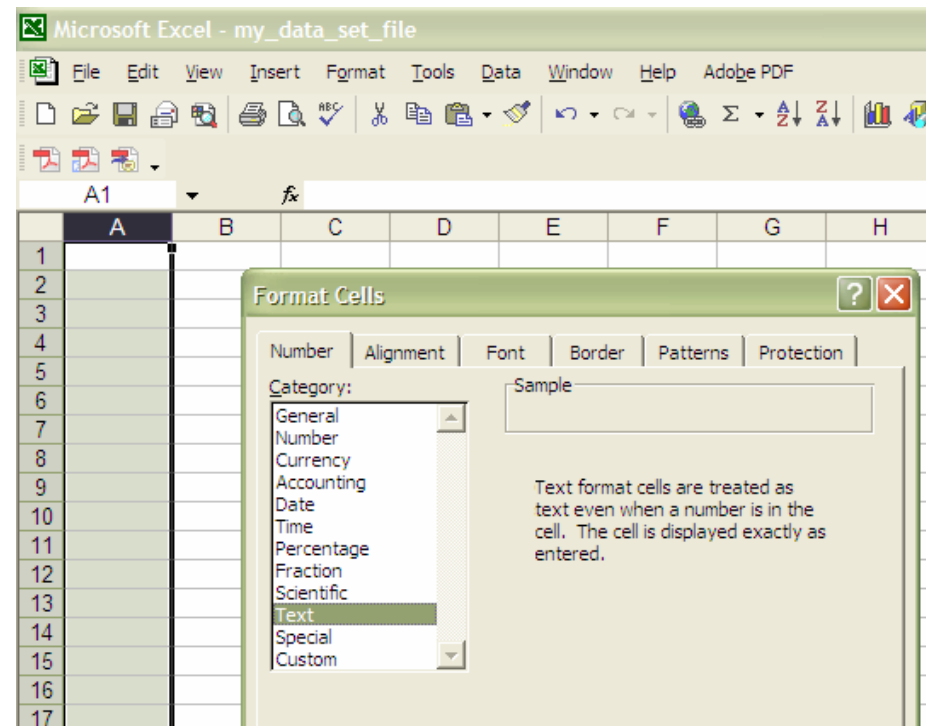 Microsoft Excel - my_data_set_file
File Edit View Insert Format Tools Data Window Help Adobe PDF
ABC Σ A Z Z A
A1 fx
A B C D E F G H
1
2
Format Cells
3
4
Number Alignment Font Border Patterns Protection
5
Category: Sample
6
General
7
Number
8
Currency
9
Accounting Text format cells are treated as
Date text even when a number is in the
10
Time cell. The cell is displayed exactly as
11
Percentage entered.
12
Fraction
13
Scientific
Text
14
Special
15
Custom
16
17